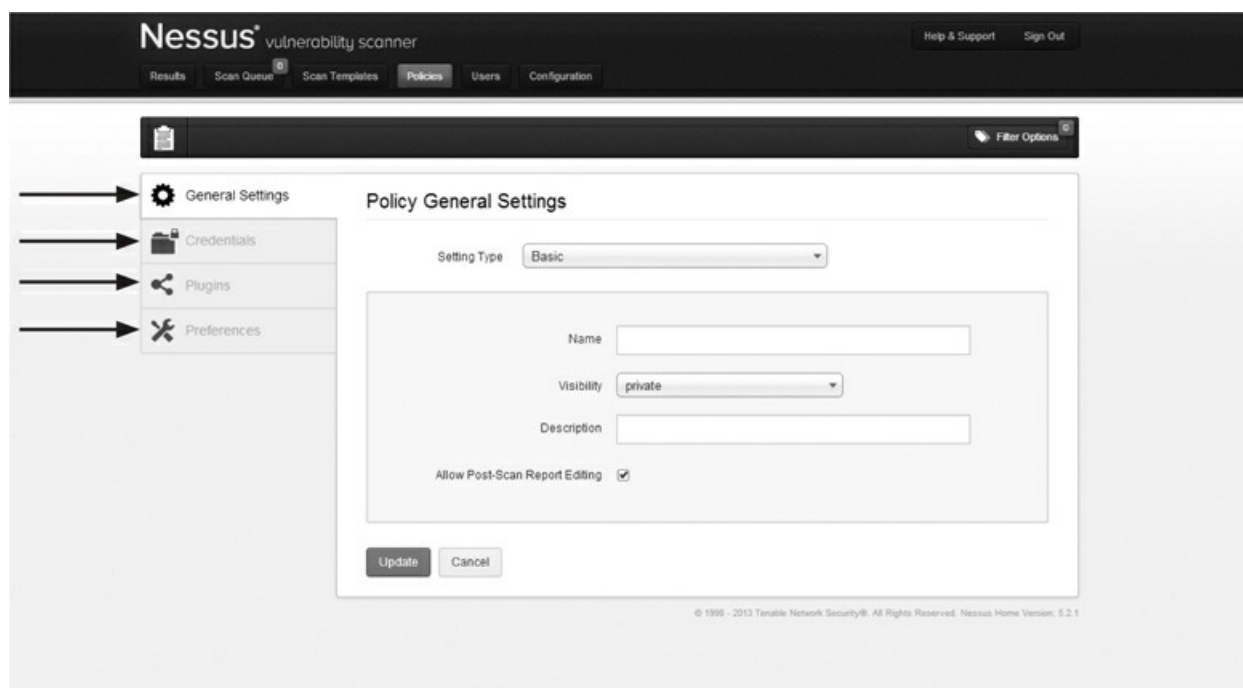 Nessus® vulnerability scanner
Help & Support Sign Out
Results Scan Queue 0 Scan Templates Policies Users Configuration
Filter Options 0
General Settings
Credentials
Plugins
Preferences
Policy General Settings
Setting Type Basic
Name
Visibility private
Description
Allow Post-Scan Report Editing
Update Cancel
© 1998 - 2013 Tenable Network Security®. All Rights Reserved. Nessus Home Version: 5.2.1